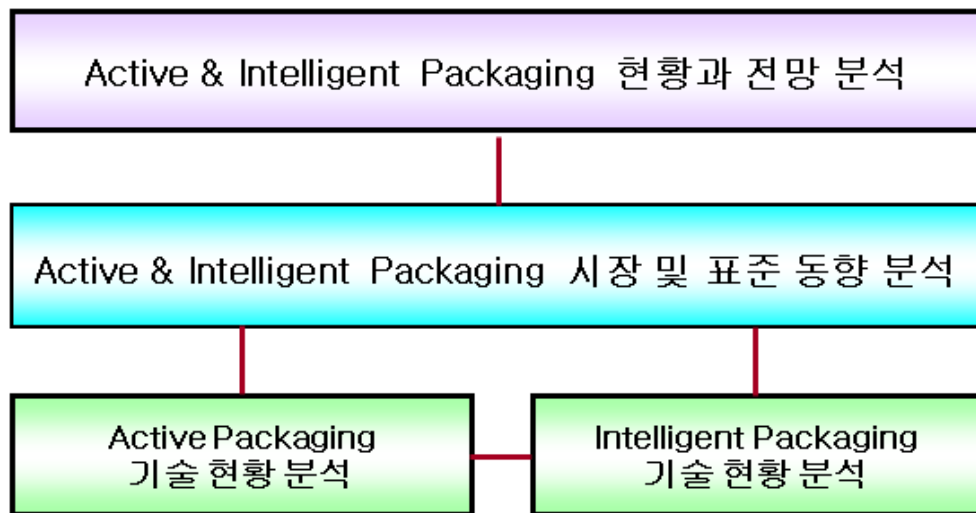 Active & Intelligent Packaging 현황과 전망 분석
Active & Intelligent Packaging 시장 및 표준 동향 분석
Active Packaging
기술 현황 분석
Intelligent Packaging
기술 현황 분석